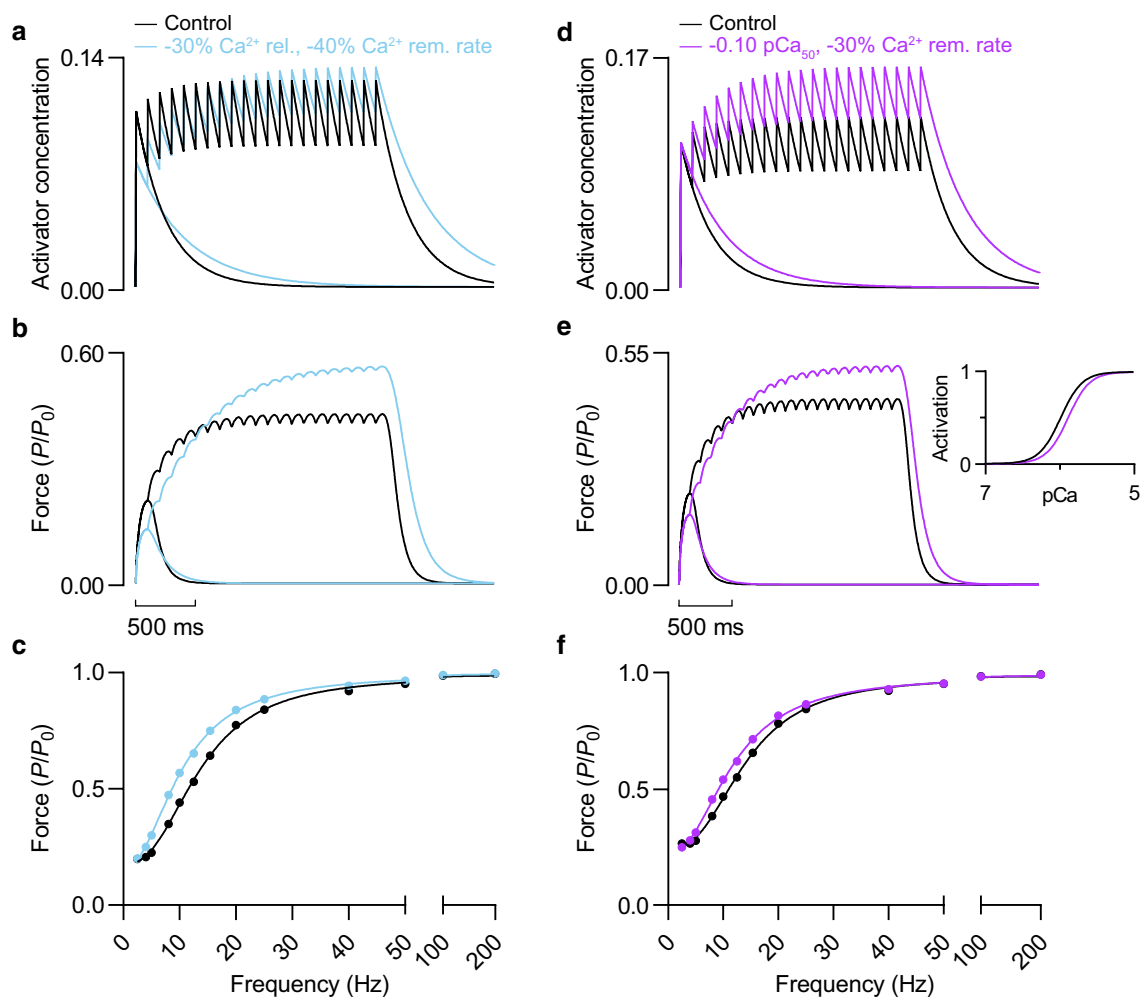 a
Control
-30% Ca²⁺ rel., -40% Ca²⁺ rem. rate
0.14
Activator concentration
0.00
b
0.60
Force (P/P₀)
0.00
500 ms
c
1.0
Force (P/P₀)
0.5
0.0
0 10 20 30 40 50 100 200
Frequency (Hz)
d
Control
-0.10 pCa₅₀, -30% Ca²⁺ rem. rate
0.17
Activator concentration
0.00
e
0.55
Force (P/P₀)
0.00
500 ms
1
Activation
0
7 5
pCa
f
1.0
Force (P/P₀)
0.5
0.0
0 10 20 30 40 50 100 200
Frequency (Hz)